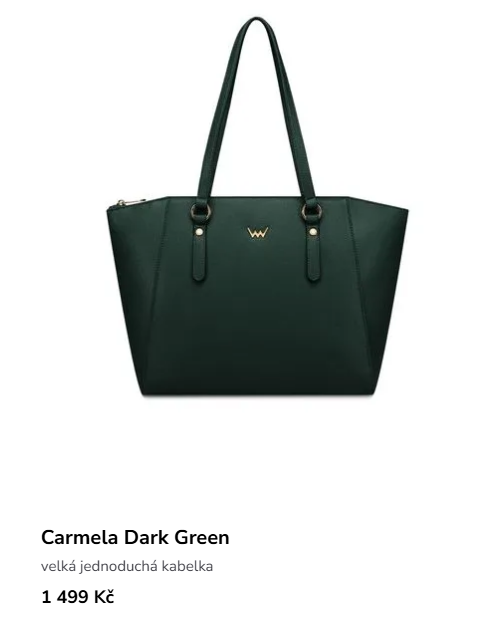 Carmela Dark Green
velká jednoduchá kabelka
1 499 Kč